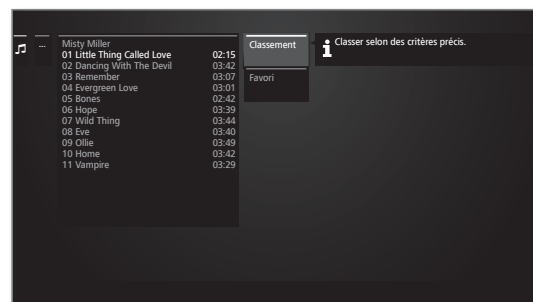 ...
Misty Miller
01 Little Thing Called Love 02:15
02 Dancing With The Devil 03:42
03 Remember 03:07
04 Evergreen Love 03:01
05 Bones 02:42
06 Hope 03:39
07 Wild Thing 03:44
08 Eve 03:40
09 Ollie 03:49
10 Home 03:42
11 Vampire 03:29
Classement
Favori
Classer selon des critères précis.